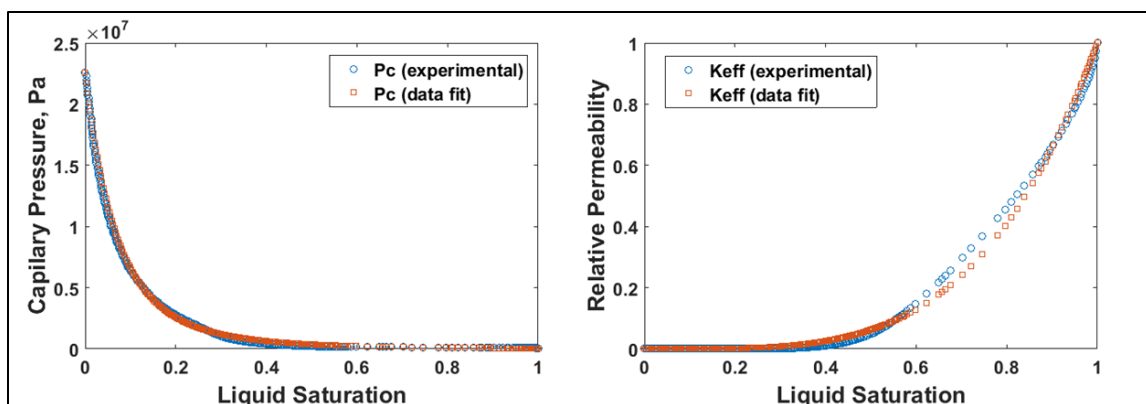 ×10⁷
2.5
2
1.5
1
0.5
0
0 0.2 0.4 0.6 0.8 1
Capilary Pressure, Pa
Liquid Saturation
Pc (experimental)
Pc (data fit)
1
0.8
0.6
0.4
0.2
0
0 0.2 0.4 0.6 0.8 1
Relative Permeability
Liquid Saturation
Keff (experimental)
Keff (data fit)